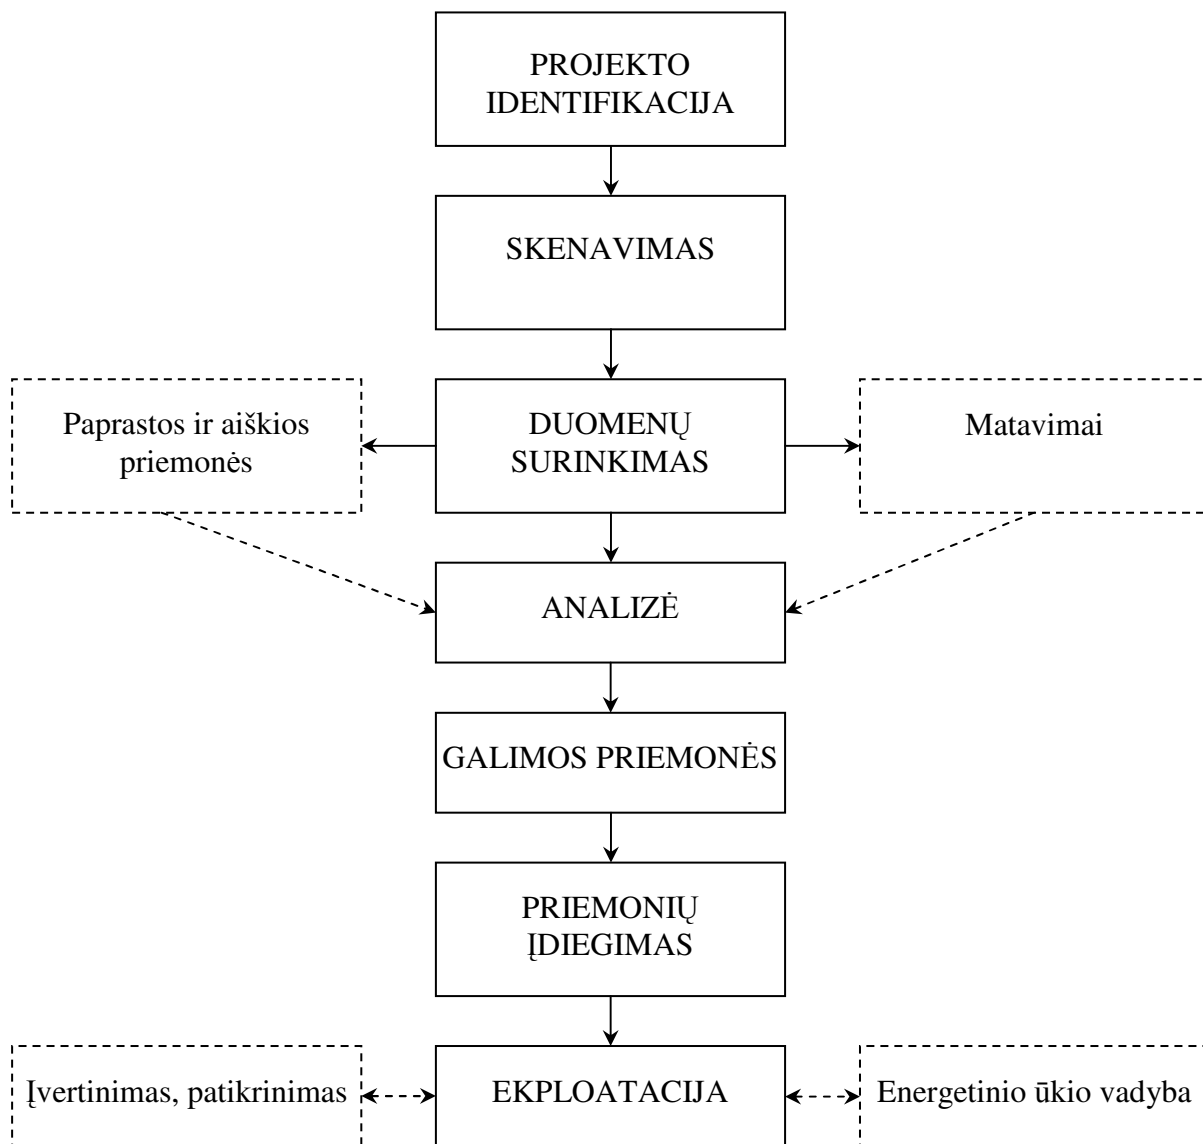 PROJEKTO
IDENTIFIKACIJA
SKENAVIMAS
Paprastos ir aiškios
priemonės
DUOMENŲ
SURINKIMAS
Matavimai
ANALIZĖ
GALIMOS PRIEMONĖS
PRIEMONIŲ
ĮDIEGIMAS
Įvertinimas, patikrinimas
EKPLOATACIJA
Energetinio ūkio vadyba